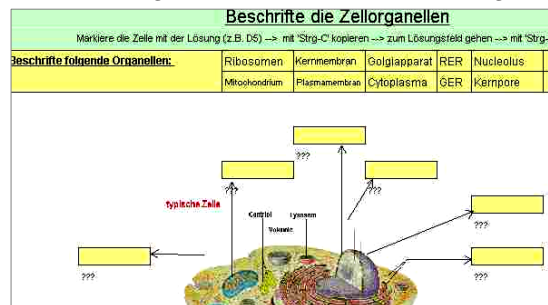 Beschrifte die Zellorganellen
Markiere die Zelle mit der Lösung (z.B. D5) --> mit 'Strg-C' kopieren --> zum Lösungsfeld gehen --> mit 'Strg-
Beschrifte folgende Organellen:
Ribosomen Kernmembran Golgiapparat RER Nucleolus
Mitochondrium Plasmamembran Cytoplasma GER Kernpore
???
???
???
typische Zelle
Centriol Lysosom
Vakuole
???
???
???